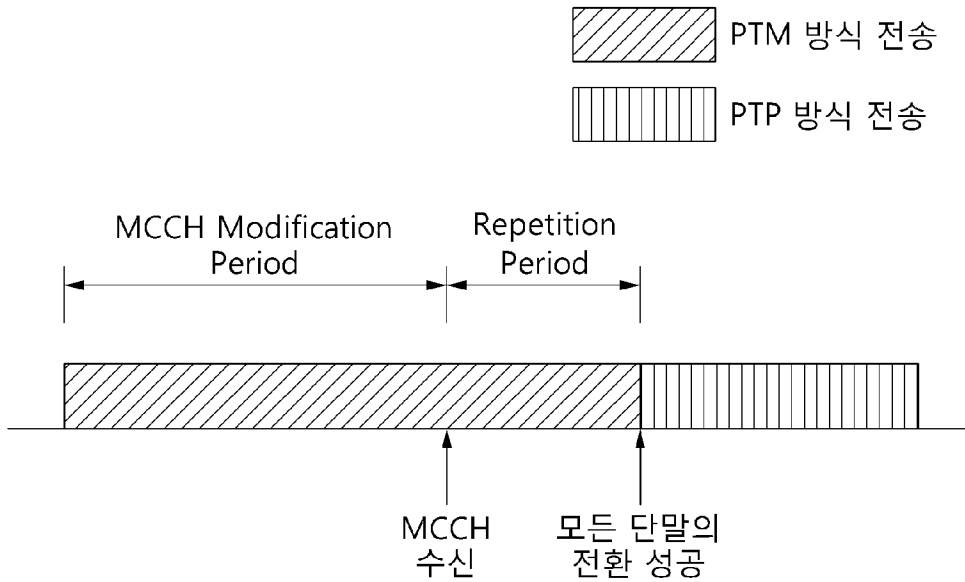 PTM 방식 전송
PTP 방식 전송
MCCH Modification
Period
Repetition
Period
MCCH
수신
모든 단말의
전환 성공